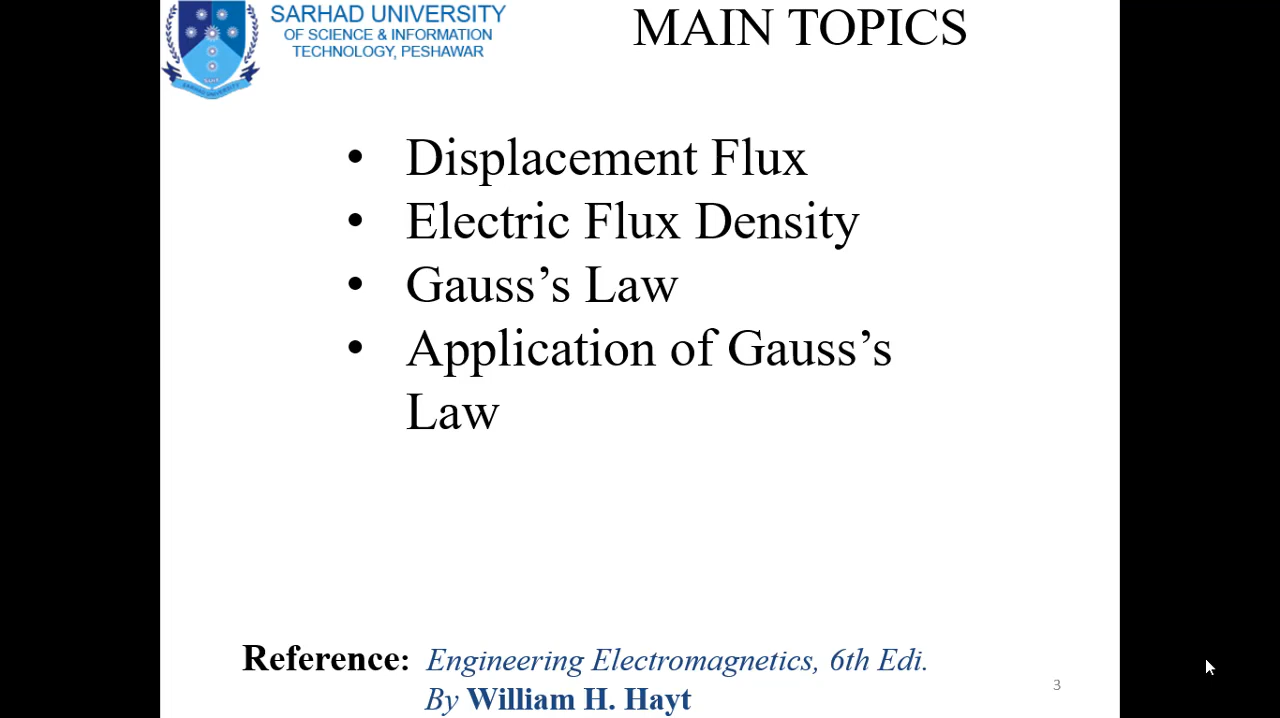 SARHAD UNIVERSITY
OF SCIENCE & INFORMATION
TECHNOLOGY, PESHAWAR
MAIN TOPICS
• Displacement Flux
• Electric Flux Density
• Gauss’s Law
• Application of Gauss’s
Law
Reference: Engineering Electromagnetics, 6th Edi.
By William H. Hayt
3